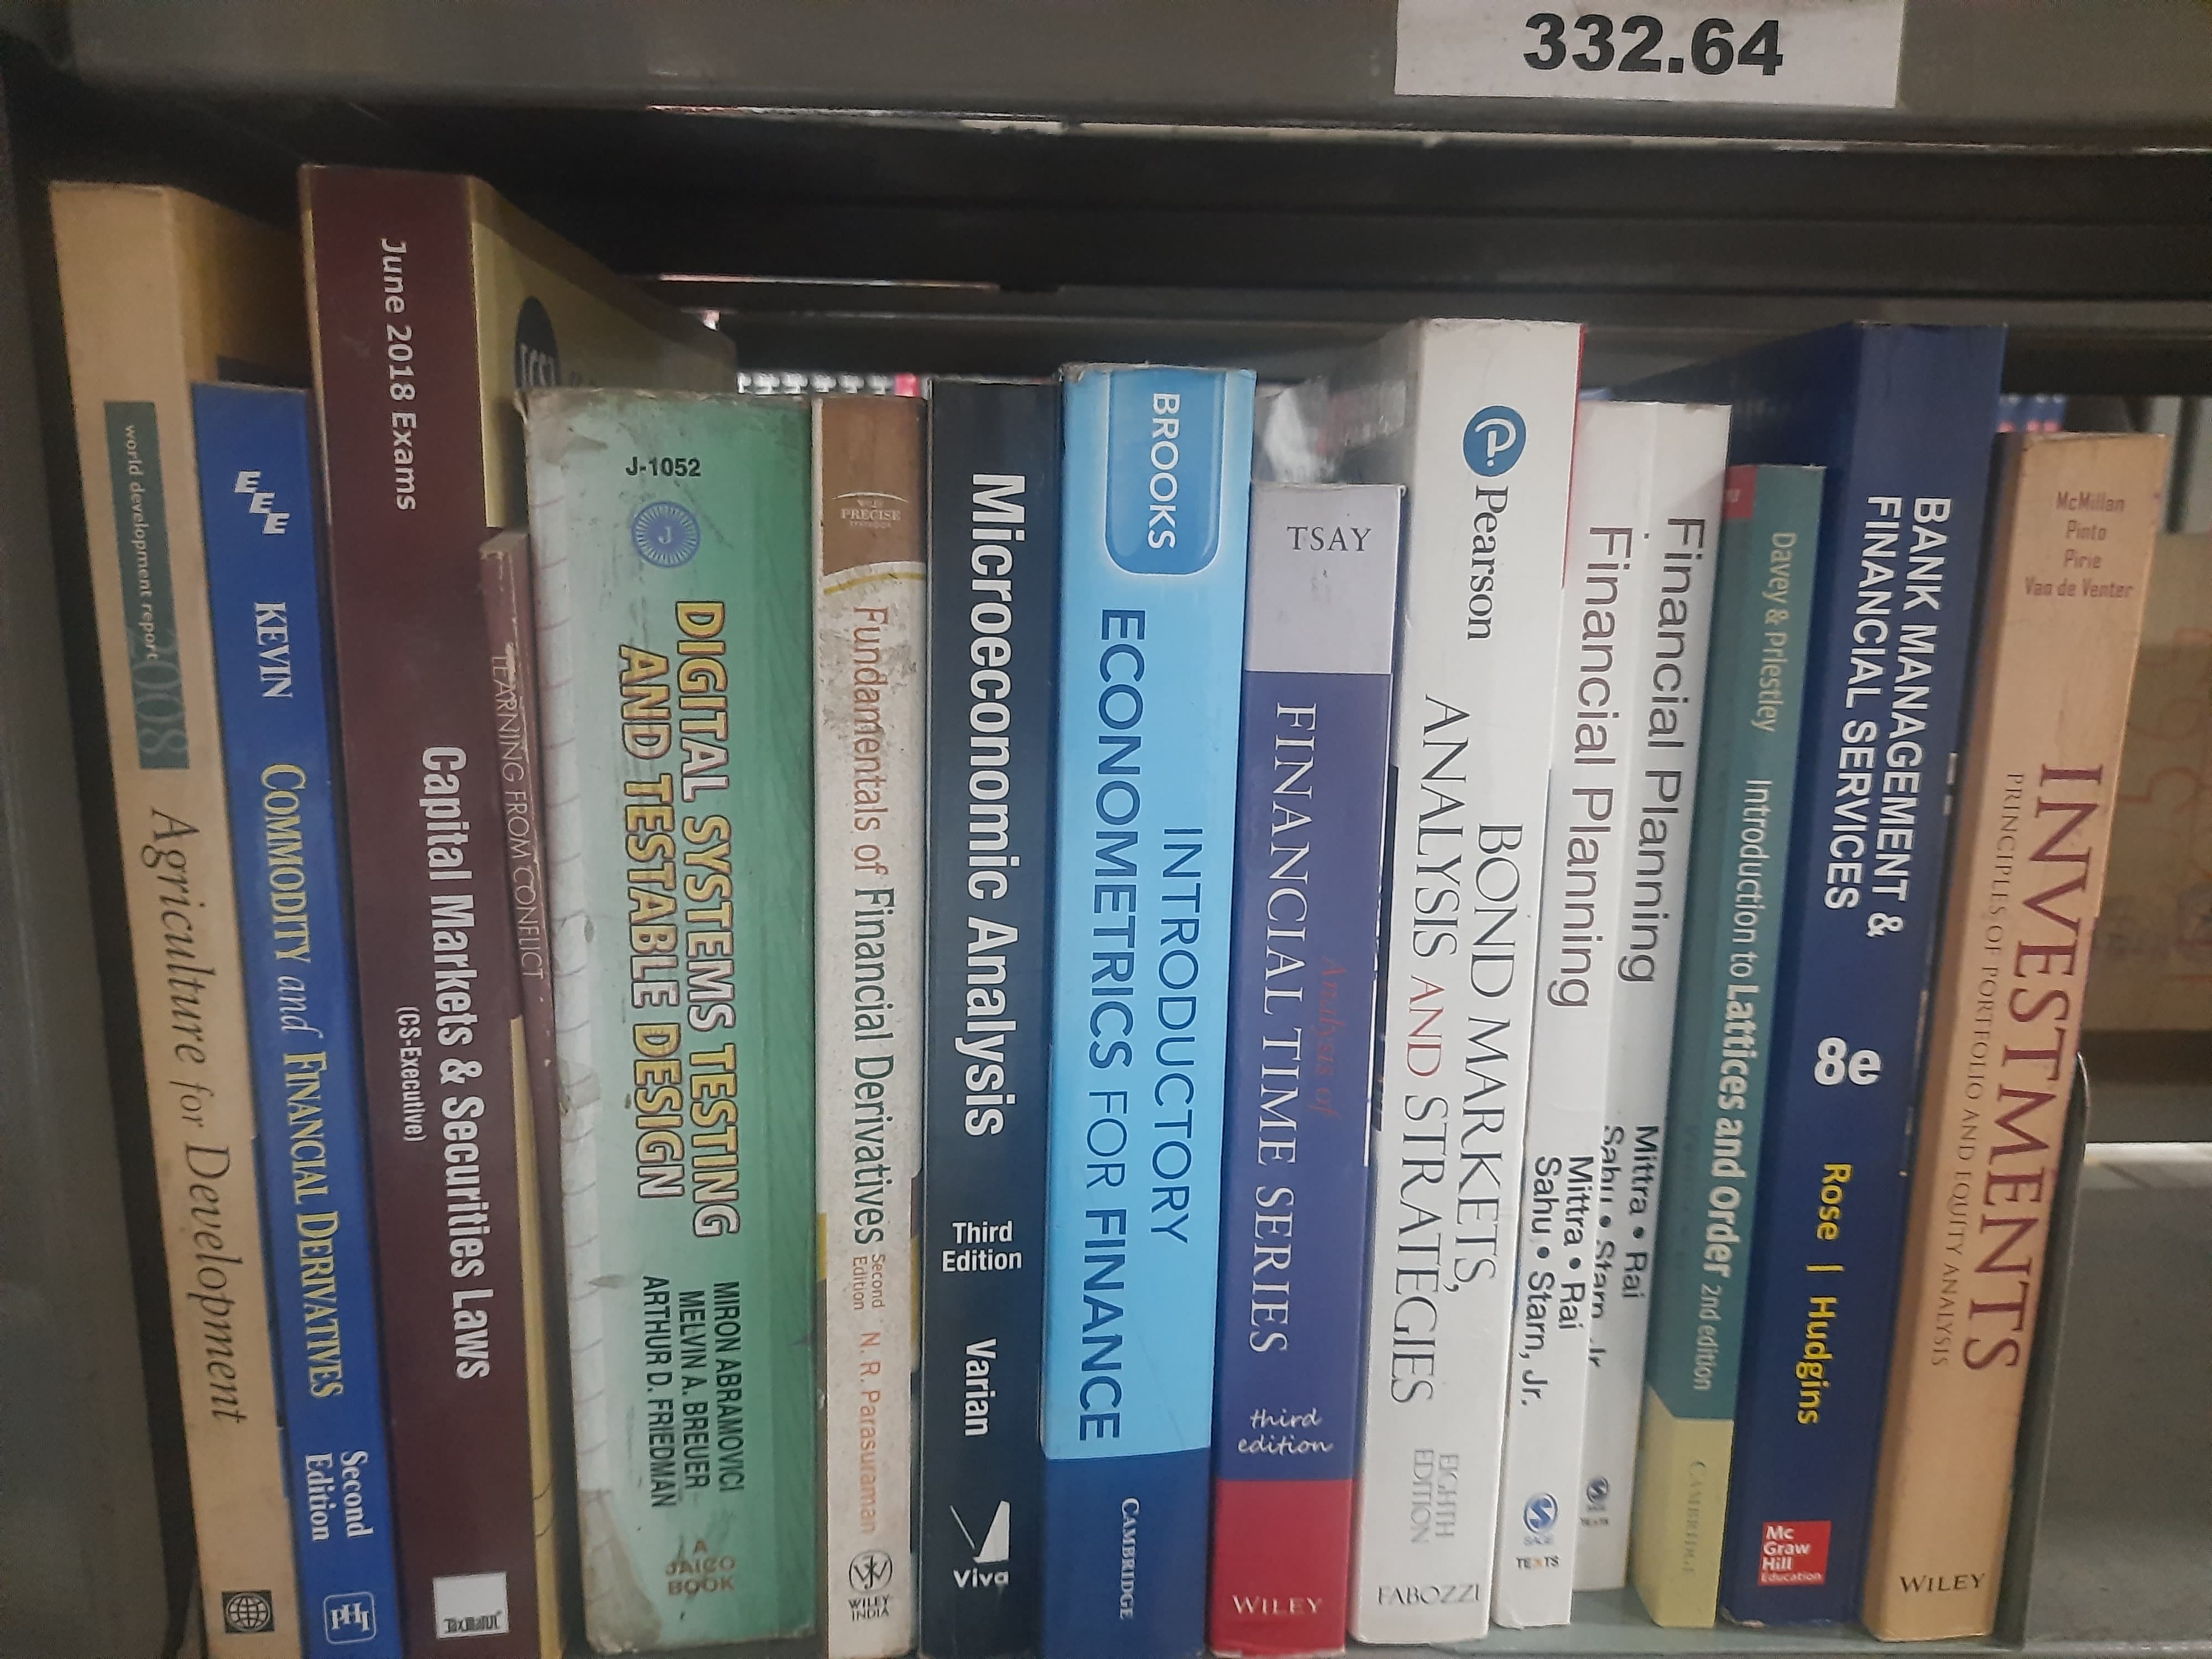 332.64
world development report
2008
Agriculture for Development
EEE
KEVIN
COMMODITY and FINANCIAL DERIVATIVES
Second
Edition
PHI
June 2018 Exams
Capital Markets & Securities Laws
(CS-Executive)
LEARNING FROM CONFLICT
J-1052
J
DIGITAL SYSTEMS TESTING
AND TESTABLE DESIGN
MIRON ABRAMOVICI
MELVIN A. BREUER
ARTHUR D. FRIEDMAN
A
JAICO
BOOK
PRECISE
Fundamentals of Financial Derivatives
Second
Edition
N. R. Parasuraman
WILEY
INDIA
Microeconomic Analysis
Third
Edition
Varian
Viva
BROOKS
INTRODUCTORY
ECONOMETRICS FOR FINANCE
CAMBRIDGE
TSAY
Analysis of
FINANCIAL TIME SERIES
third
edition
WILEY
Pearson
BOND MARKETS,
ANALYSIS AND STRATEGIES
EIGHTH
EDITION
FABOZZI
Financial Planning
Mittra • Rai
Sahu • Starn, Jr.
TEXTS
Financial Planning
Mittra • Rai
Sahu • Starn, Jr
TEXTS
Davey & Priestley
Introduction to Lattices and Order 2nd edition
CAMBRIDGE
BANK MANAGEMENT &
FINANCIAL SERVICES
8e
Rose | Hudgins
Mc
Graw
Hill
Education
McMillan
Pinto
Pirie
Van de Venter
INVESTMENTS
PRINCIPLES OF PORTFOLIO AND EQUITY ANALYSIS
WILEY